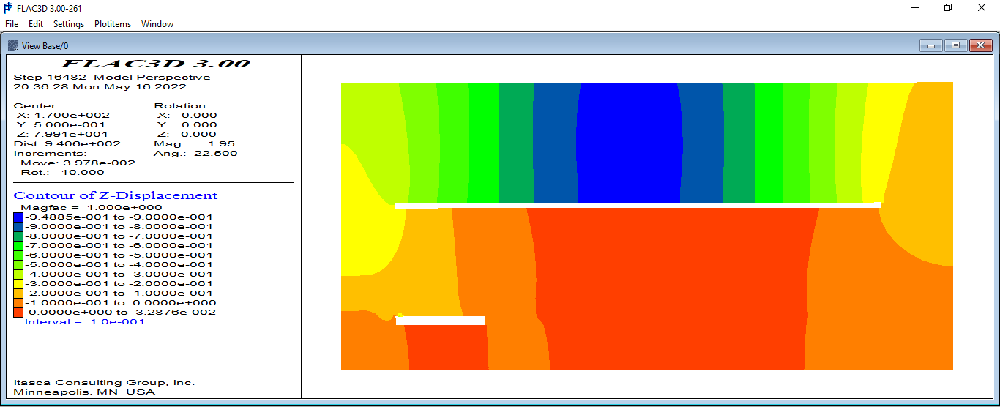 FLAC3D 3.00-261
File Edit Settings Plotitems Window
View Base/0
FLAC3D 3.00
Step 16482 Model Perspective
20:36:28 Mon May 16 2022
Center: Rotation:
X: 1.700e+002 X: 0.000
Y: 5.000e-001 Y: 0.000
Z: 7.991e+001 Z: 0.000
Dist: 9.406e+002 Mag.: 1.95
Increments: Ang.: 22.500
Move: 3.978e-002
Rot.: 10.000
Contour of Z-Displacement
Magfac = 1.000e+000
-9.4885e-001 to -9.0000e-001
-9.0000e-001 to -8.0000e-001
-8.0000e-001 to -7.0000e-001
-7.0000e-001 to -6.0000e-001
-6.0000e-001 to -5.0000e-001
-5.0000e-001 to -4.0000e-001
-4.0000e-001 to -3.0000e-001
-3.0000e-001 to -2.0000e-001
-2.0000e-001 to -1.0000e-001
-1.0000e-001 to 0.0000e+000
0.0000e+000 to 3.2876e-002
Interval = 1.0e-001
Itasca Consulting Group, Inc.
Minneapolis, MN USA